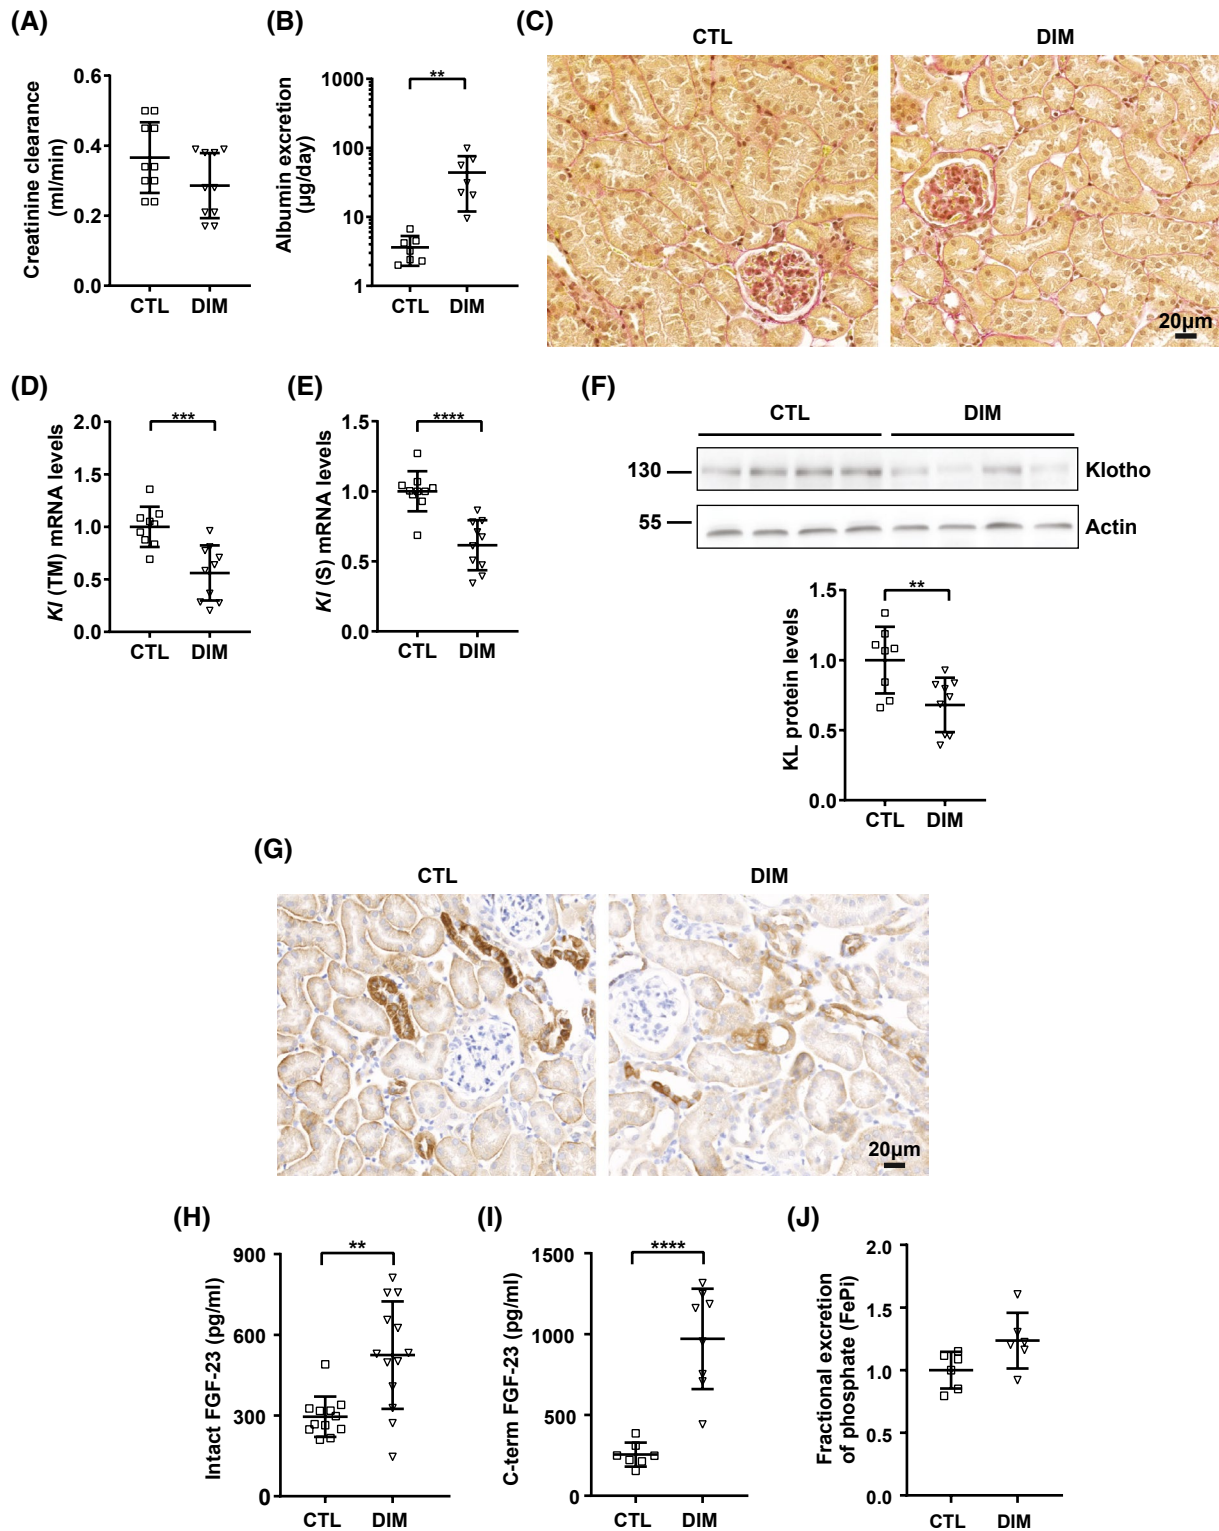 (A)
Creatinine clearance
(ml/min)
0.6
0.4
0.2
0.0
CTL DIM
(B)
Albumin excretion
(µg/day)
1000
100
10
1
**
CTL DIM
(C)
CTL DIM
20µm
(D)
Kl (TM) mRNA levels
2.0
1.5
1.0
0.5
0.0
***
CTL DIM
(E)
Kl (S) mRNA levels
1.5
1.0
0.5
0.0
****
CTL DIM
(F)
CTL DIM
130 Klotho
55 Actin
KL protein levels
1.5
1.0
0.5
0.0
**
CTL DIM
(G)
CTL DIM
20µm
(H)
Intact FGF-23 (pg/ml)
900
600
300
0
**
CTL DIM
(I)
C-term FGF-23 (pg/ml)
1500
1000
500
0
****
CTL DIM
(J)
Fractional excretion
of phosphate (FePi)
2.0
1.5
1.0
0.5
0.0
CTL DIM